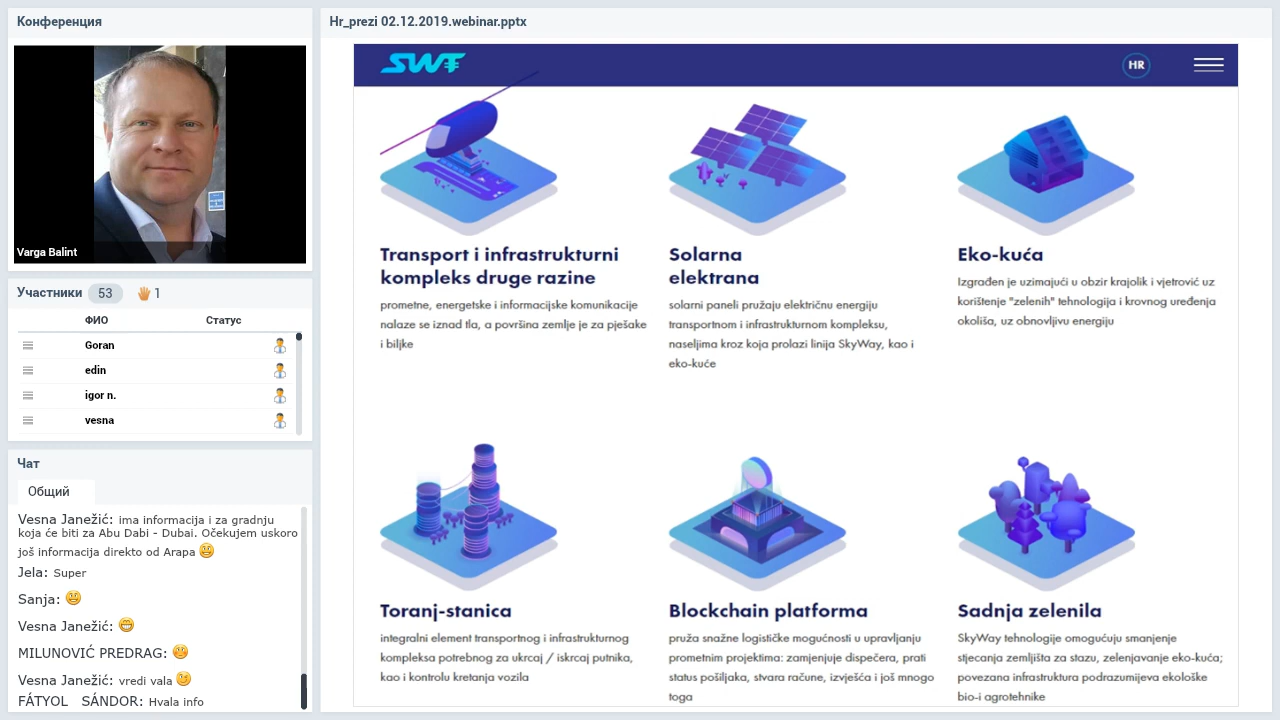 Конференция
Varga Balint
Участники 53 1
ФИО Статус
Goran
edin
igor n.
vesna
Чат
Общий
Vesna Janežić: ima informacija i za gradnju
koja će biti za Abu Dabi - Dubai. Očekujem uskoro
još informacija direkto od Arapa
Jela: Super
Sanja:
Vesna Janežić:
MILUNOVIĆ PREDRAG:
Vesna Janežić: vredi vala
FÁTYOL SÁNDOR: Hvala info
Hr_prezi 02.12.2019.webinar.pptx
SWF
HR
Transport i infrastrukturni
kompleks druge razine
prometne, energetske i informacijske komunikacije
nalaze se iznad tla, a površina zemlje je za pješake
i biljke
Solarna
elektrana
solarni paneli pružaju električnu energiju
transportnom i infrastrukturnom kompleksu,
naseljima kroz koja prolazi linija SkyWay, kao i
eko-kuće
Eko-kuća
Izgrađen je uzimajući u obzir krajolik i vjetrović uz
korištenje "zelenih" tehnologija i krovnog uređenja
okoliša, uz obnovljivu energiju
Toranj-stanica
integralni element transportnog i infrastrukturnog
kompleksa potrebnog za ukrcaj / iskrcaj putnika,
kao i kontrolu kretanja vozila
Blockchain platforma
pruža snažne logističke mogućnosti u upravljanju
prometnim projektima: zamjenjuje dispečera, prati
status pošiljaka, stvara račune, izvješća i još mnogo
toga
Sadnja zelenila
SkyWay tehnologije omogućuju smanjenje
stjecanja zemljišta za stazu, zelenjavanje eko-kuća;
povezana infrastruktura podrazumijeva ekološke
bio-i agrotehnike